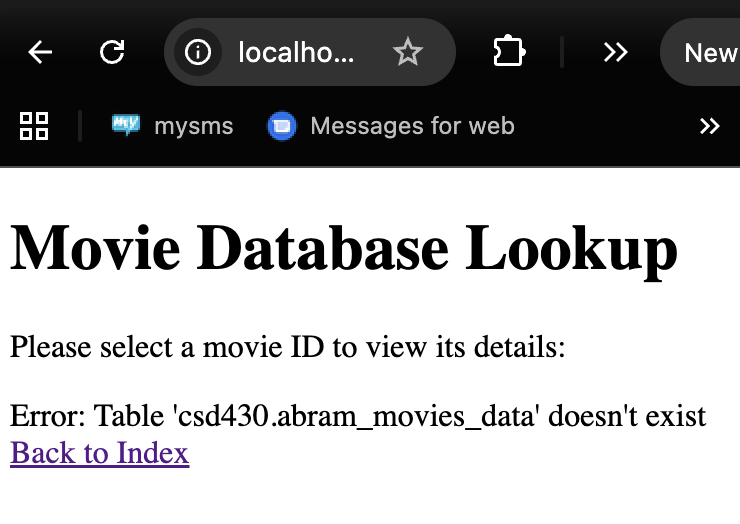 localho...
New
mysms
Messages for web
Movie Database Lookup
Please select a movie ID to view its details:
Error: Table 'csd430.abram_movies_data' doesn't exist
Back to Index